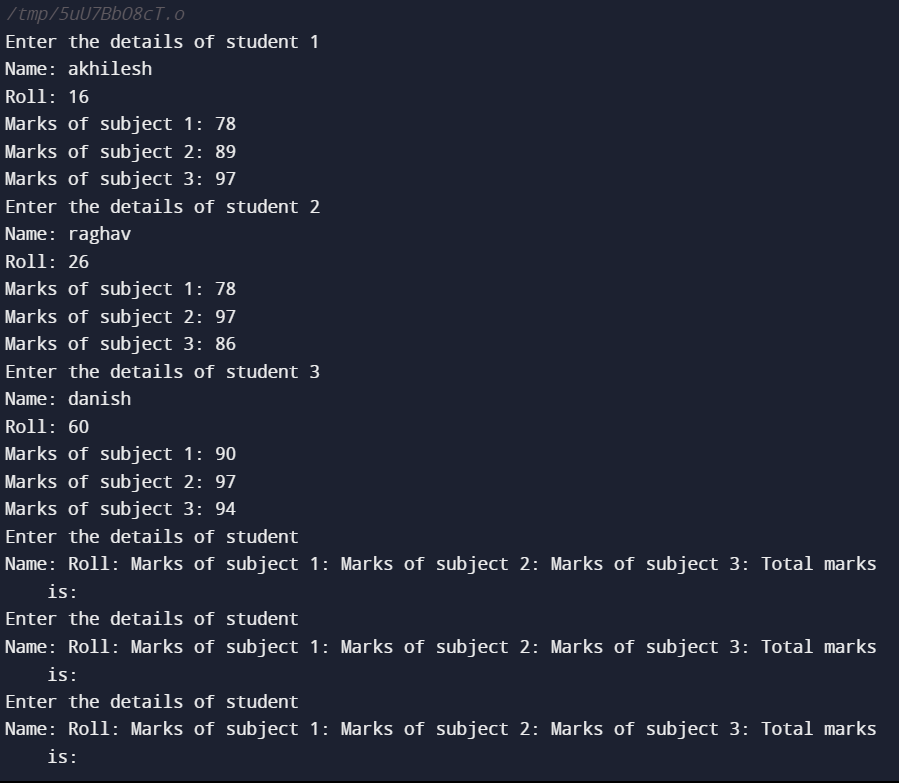 /tmp/5uU7BbO8cT.o
Enter the details of student 1
Name: akhilesh
Roll: 16
Marks of subject 1: 78
Marks of subject 2: 89
Marks of subject 3: 97
Enter the details of student 2
Name: raghav
Roll: 26
Marks of subject 1: 78
Marks of subject 2: 97
Marks of subject 3: 86
Enter the details of student 3
Name: danish
Roll: 60
Marks of subject 1: 90
Marks of subject 2: 97
Marks of subject 3: 94
Enter the details of student
Name: Roll: Marks of subject 1: Marks of subject 2: Marks of subject 3: Total marks
is:
Enter the details of student
Name: Roll: Marks of subject 1: Marks of subject 2: Marks of subject 3: Total marks
is:
Enter the details of student
Name: Roll: Marks of subject 1: Marks of subject 2: Marks of subject 3: Total marks
is: